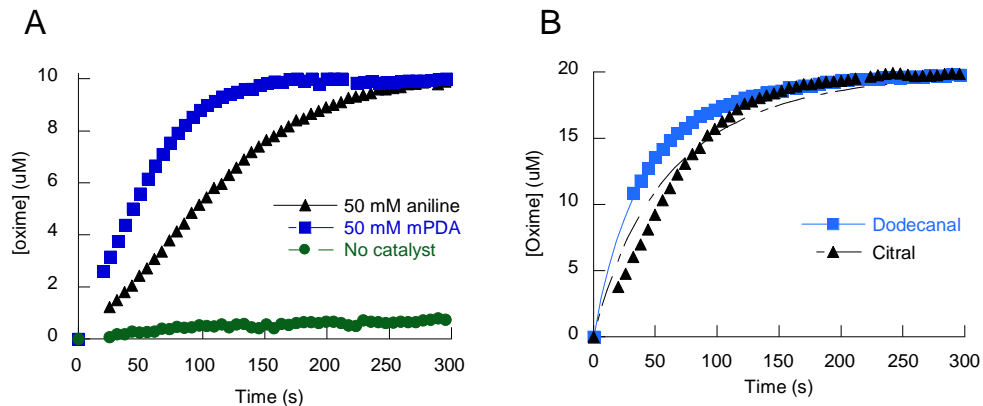 A
[oxime] (uM)
10
8
6
4
2
0
50 mM aniline
50 mM mPDA
No catalyst
0 50 100 150 200 250 300
Time (s)
B
[Oxime] (uM)
20
15
10
5
0
Dodecanal
Citral
0 50 100 150 200 250 300
Time (s)